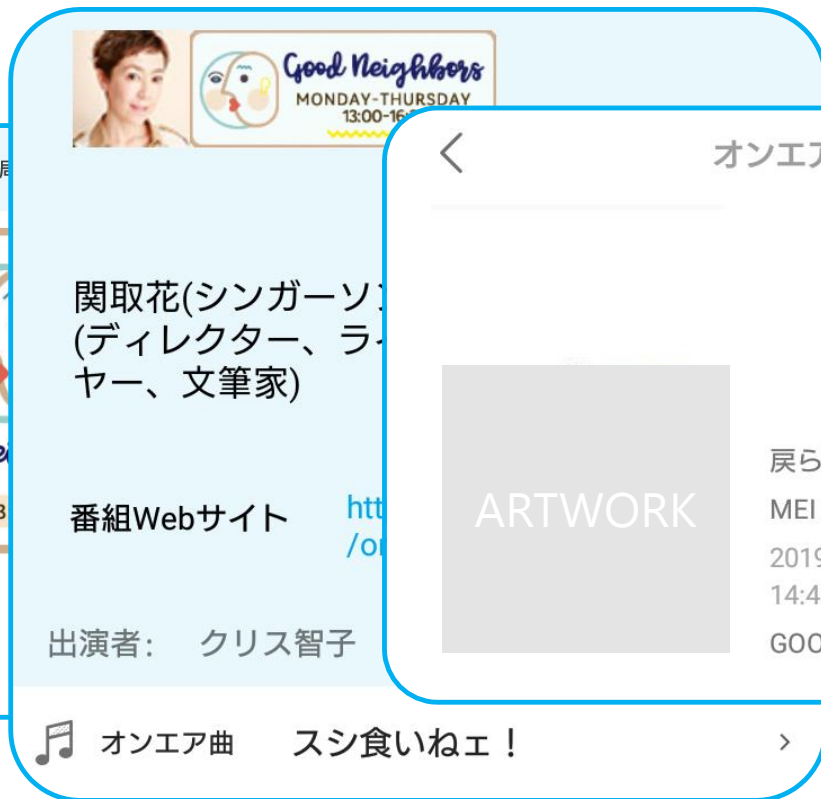 Good Neighbors
MONDAY-THURSDAY
13:00-16:
関取花(シンガーソン
(ディレクター、ラ
ヤー、文筆家)
番組Webサイト
htt
/or
出演者: クリス智子
オンエア曲 スシ食いねェ!
オンエア
ARTWORK
戻ら
MEI
2019
14:4
GOO